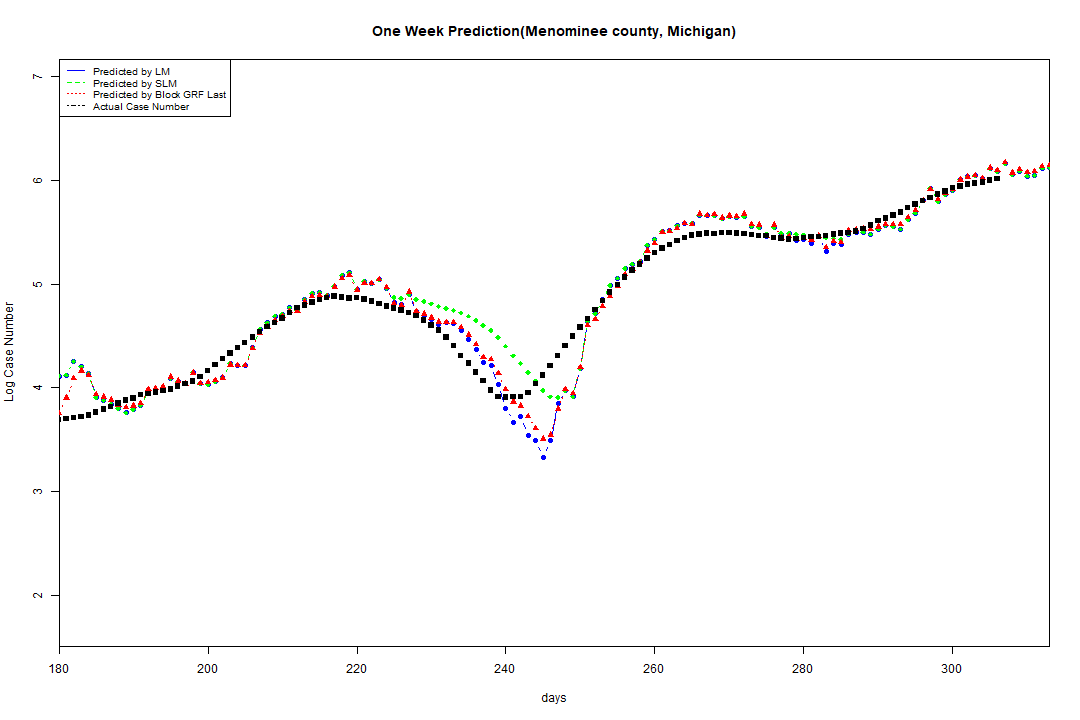 One Week Prediction(Menominee county, Michigan)
Predicted by LM
Predicted by SLM
Predicted by Block GRF Last
Actual Case Number
7
6
5
4
3
2
Log Case Number
180 200 220 240 260 280 300
days